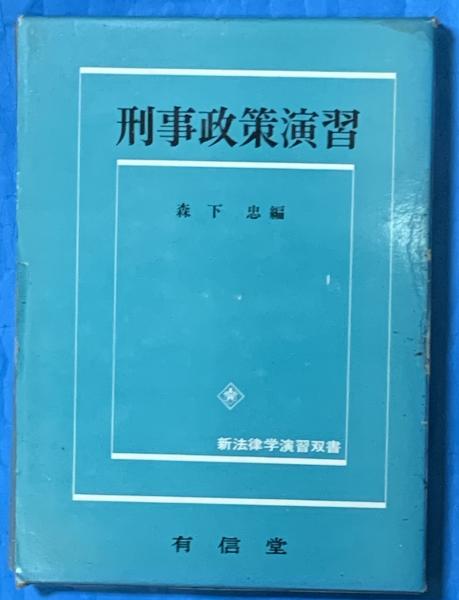 刑事政策演習
森下 忠編
新法律学演習双書
有信堂